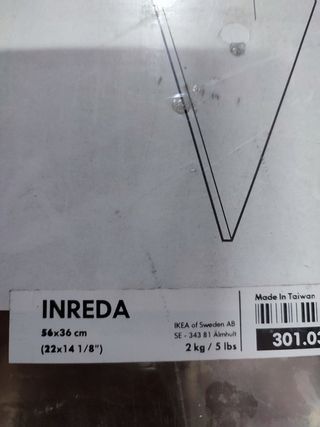 INREDA
56x36 cm
(22x14 1/8")
IKEA of Sweden AB
SE - 343 81 Älmhult
2 kg / 5 lbs
Made In Taiwan
301.03